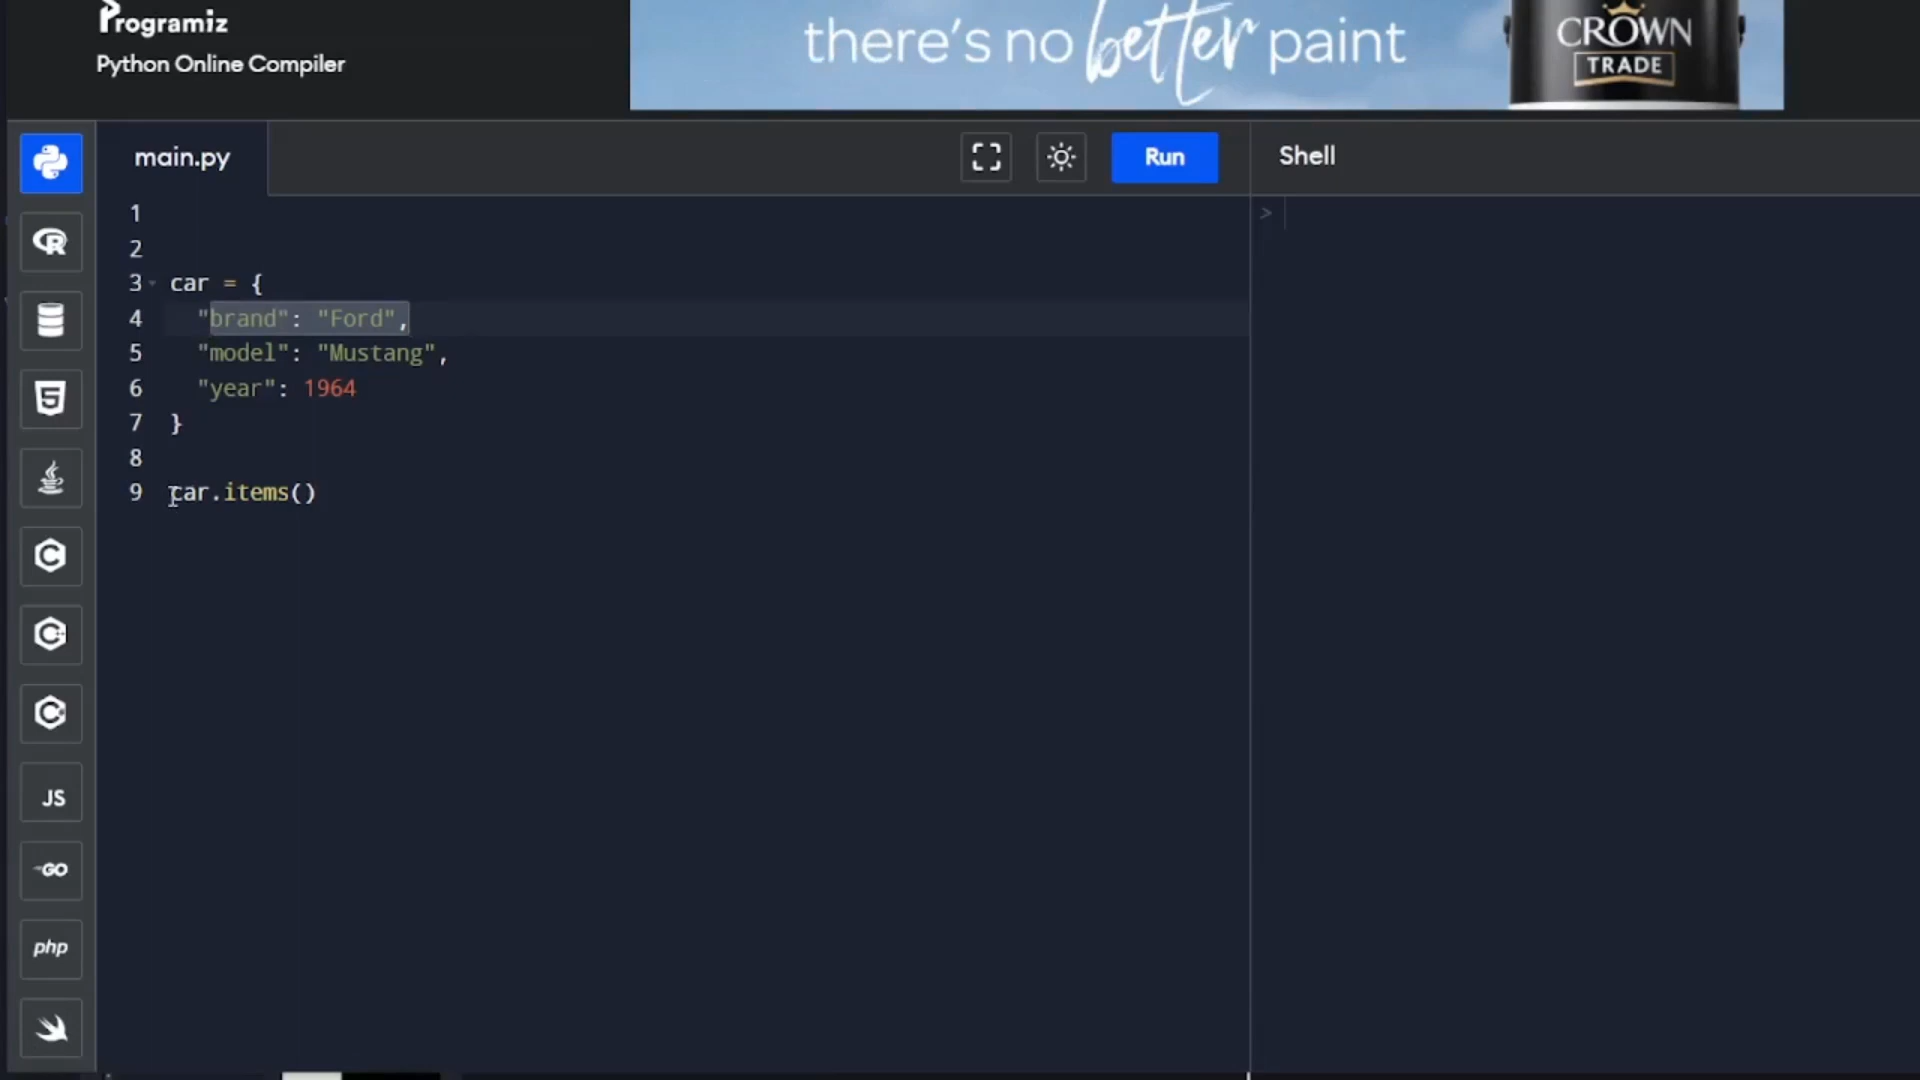 Programiz
Python Online Compiler
there's no better paint
CROWN
TRADE
main.py
Run
Shell
1
2
3 car = {
4 "brand": "Ford",
5 "model": "Mustang",
6 "year": 1964
7 }
8
9 car.items()
>
R
5
C
C
C
JS
GO
php